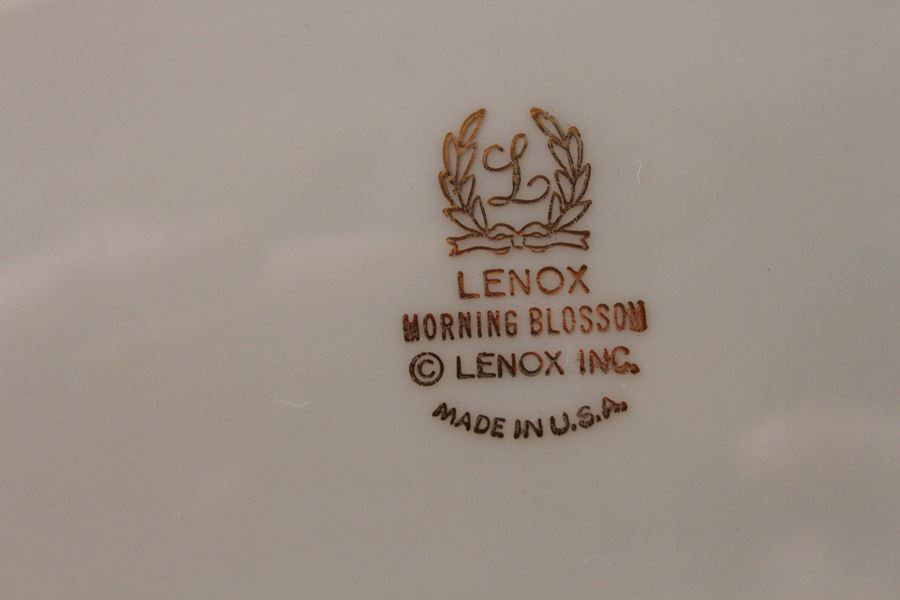 L
LENOX
MORNING BLOSSOM
© LENOX INC.
MADE IN U.S.A.